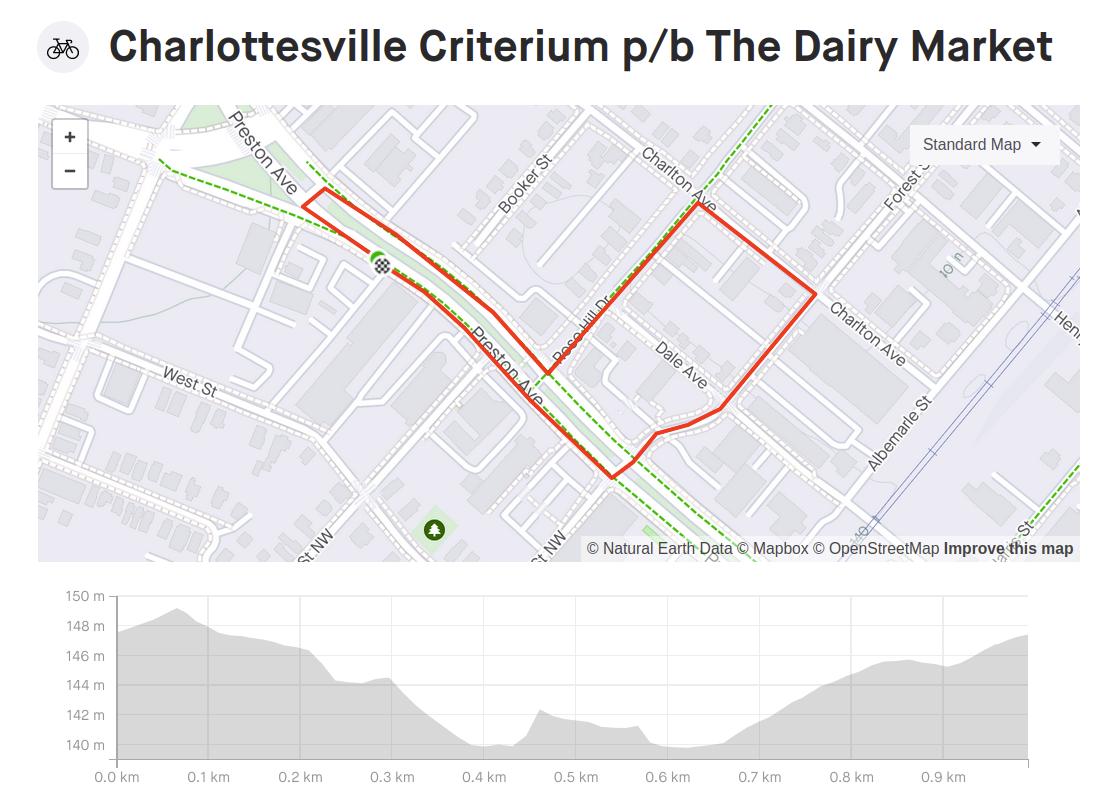 Charlottesville Criterium p/b The Dairy Market
+
−
Standard Map
Preston Ave
Charlton Ave
Booker St
Forest S
10 m
Rose Hill Dr
Preston Ave
Dale Ave
Charlton Ave
Henry
West St
Albemarle St
St NW
St NW
© Natural Earth Data © Mapbox © OpenStreetMap Improve this map
150 m
148 m
146 m
144 m
142 m
140 m
0.0 km 0.1 km 0.2 km 0.3 km 0.4 km 0.5 km 0.6 km 0.7 km 0.8 km 0.9 km